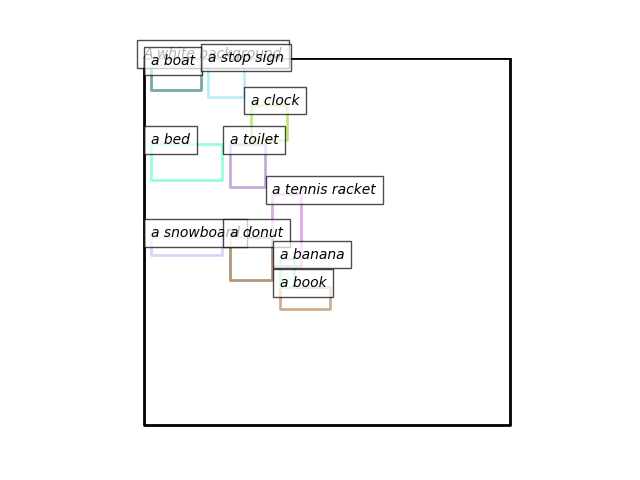 A white background
a boat
a stop sign
a clock
a bed
a toilet
a tennis racket
a snowboard
a donut
a banana
a book